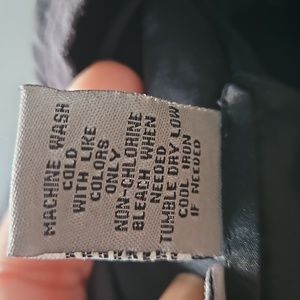 MACHINE WASH
COLD
WITH LIKE
COLORS
ONLY
NON-CHLORINE
BLEACH WHEN
NEEDED
TUMBLE DRY LOW
COOL IRON
IF NEEDED